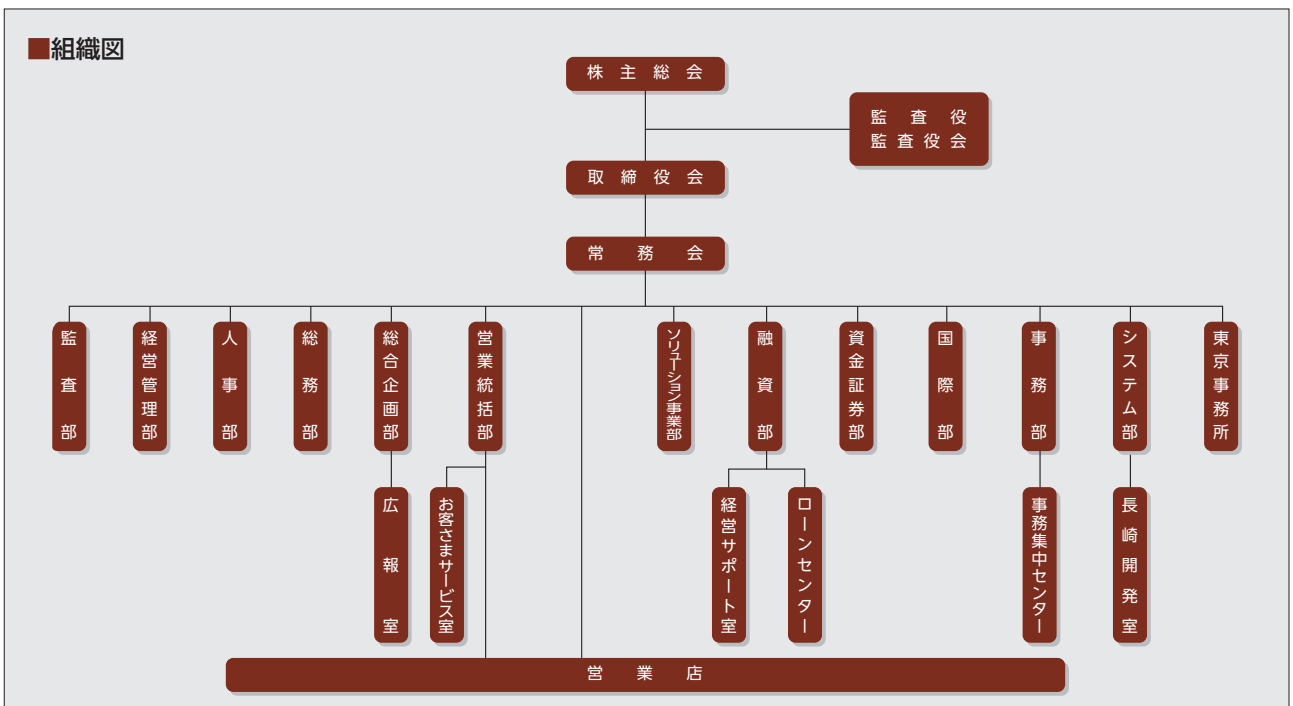 ■組織図
株主総会
監査役
監査役会
取締役会
常務会
監査部
経営管理部
人事部
総務部
総合企画部
営業統括部
ソリューション事業部
融資部
資金証券部
国際部
事務部
システム部
東京事務所
広報室
お客さまサービス室
経営サポート室
ローンセンター
事務集中センター
長崎開発室
営業店